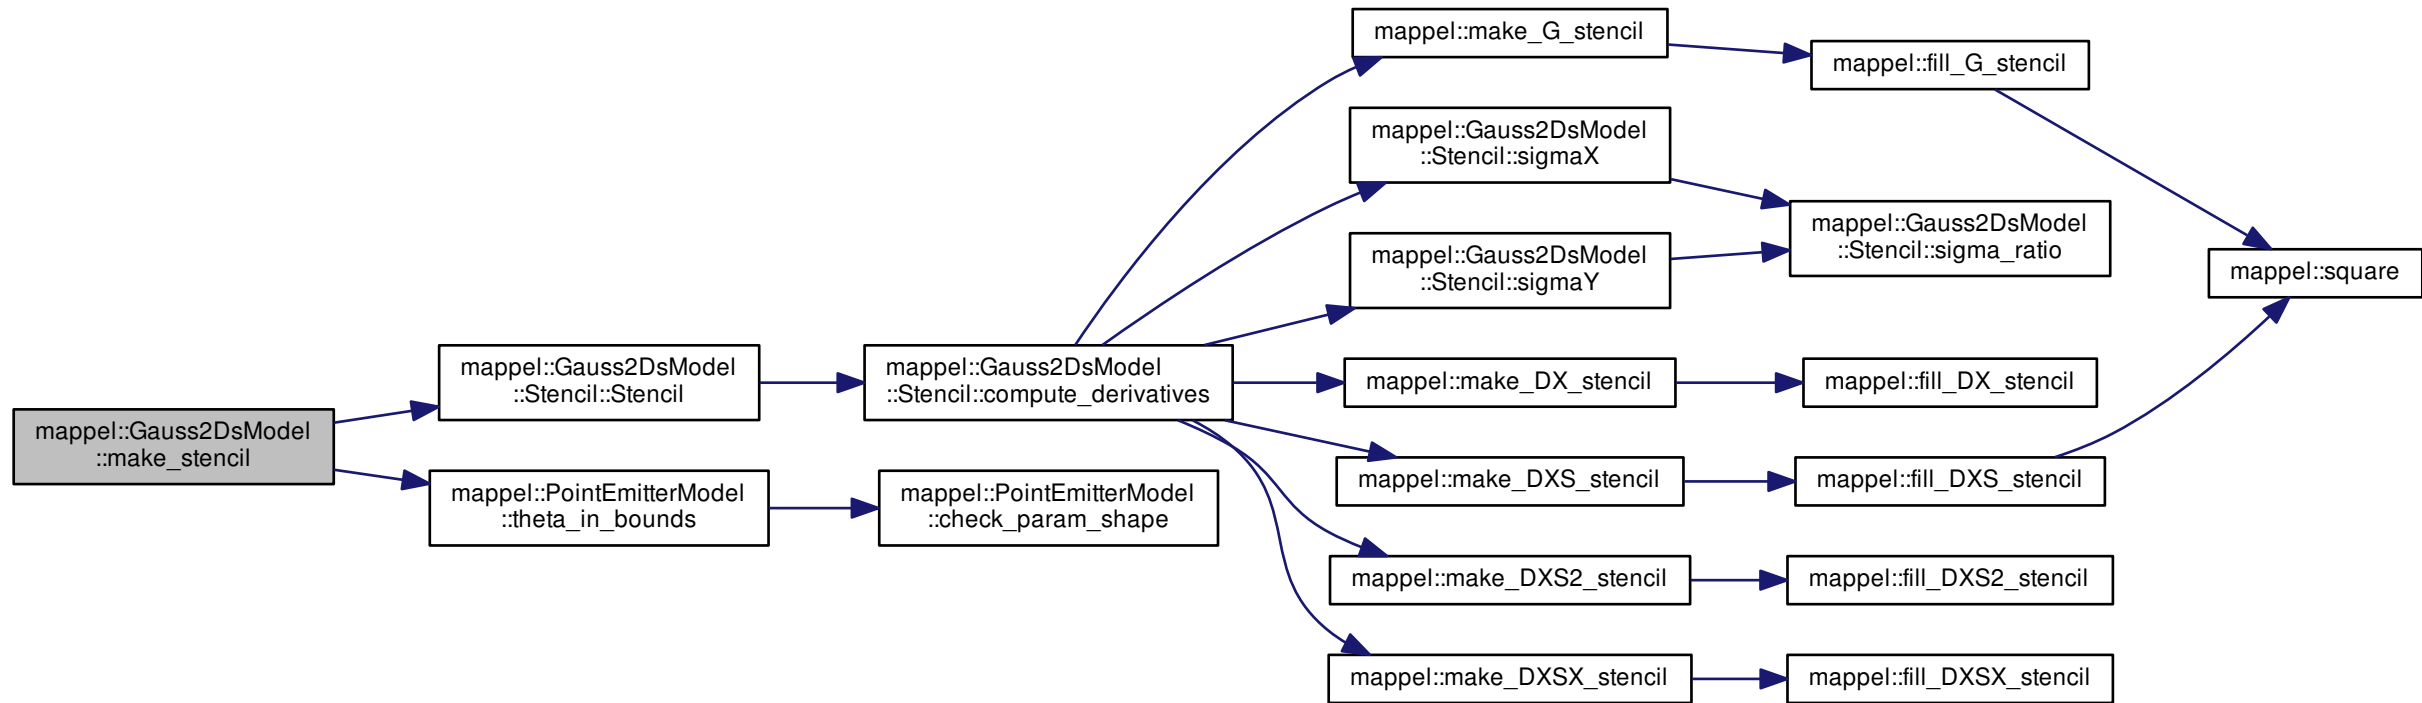 mappel::Gauss2DsModel
::make_stencil
mappel::Gauss2DsModel
::Stencil::Stencil
mappel::PointEmitterModel
::theta_in_bounds
mappel::Gauss2DsModel
::Stencil::compute_derivatives
mappel::PointEmitterModel
::check_param_shape
mappel::make_G_stencil
mappel::Gauss2DsModel
::Stencil::sigmaX
mappel::Gauss2DsModel
::Stencil::sigmaY
mappel::make_DX_stencil
mappel::make_DXS_stencil
mappel::make_DXS2_stencil
mappel::make_DXSX_stencil
mappel::fill_G_stencil
mappel::Gauss2DsModel
::Stencil::sigma_ratio
mappel::fill_DX_stencil
mappel::fill_DXS_stencil
mappel::fill_DXS2_stencil
mappel::fill_DXSX_stencil
mappel::square